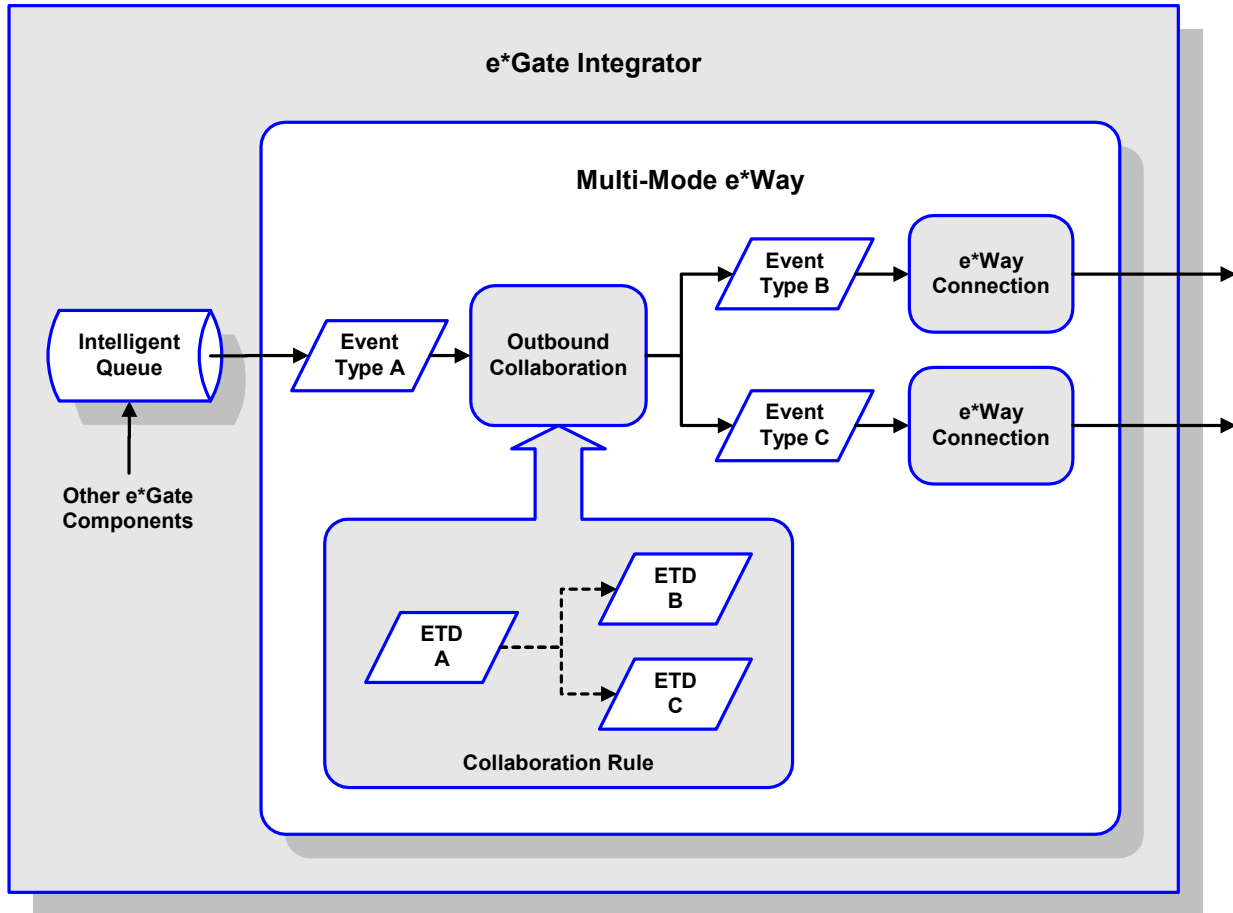 e*Gate Integrator
Multi-Mode e*Way
Event
Type B
e*Way
Connection
Intelligent
Queue
Event
Type A
Outbound
Collaboration
Event
Type C
e*Way
Connection
Other e*Gate
Components
ETD
B
ETD
A
ETD
C
Collaboration Rule